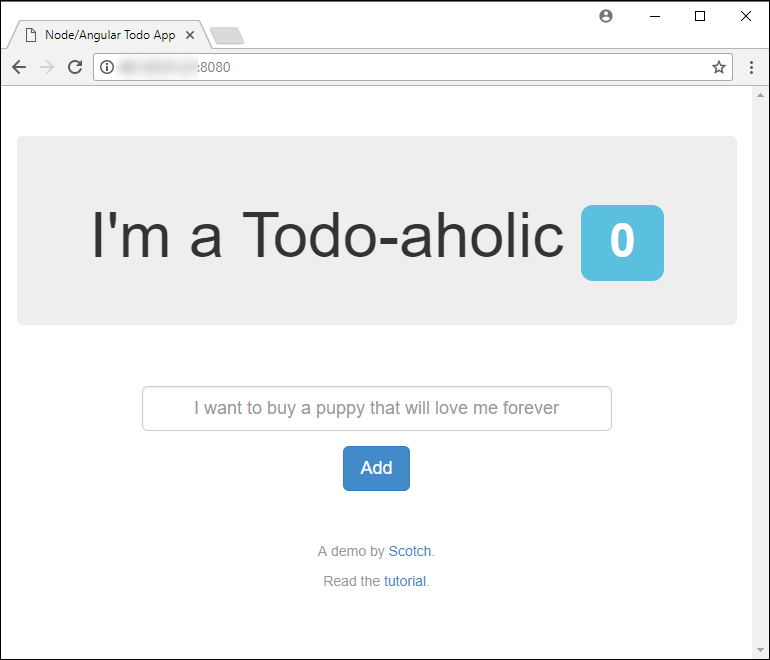 Node/Angular Todo App
:8080
I'm a Todo-aholic 0
I want to buy a puppy that will love me forever
Add
A demo by Scotch.
Read the tutorial.